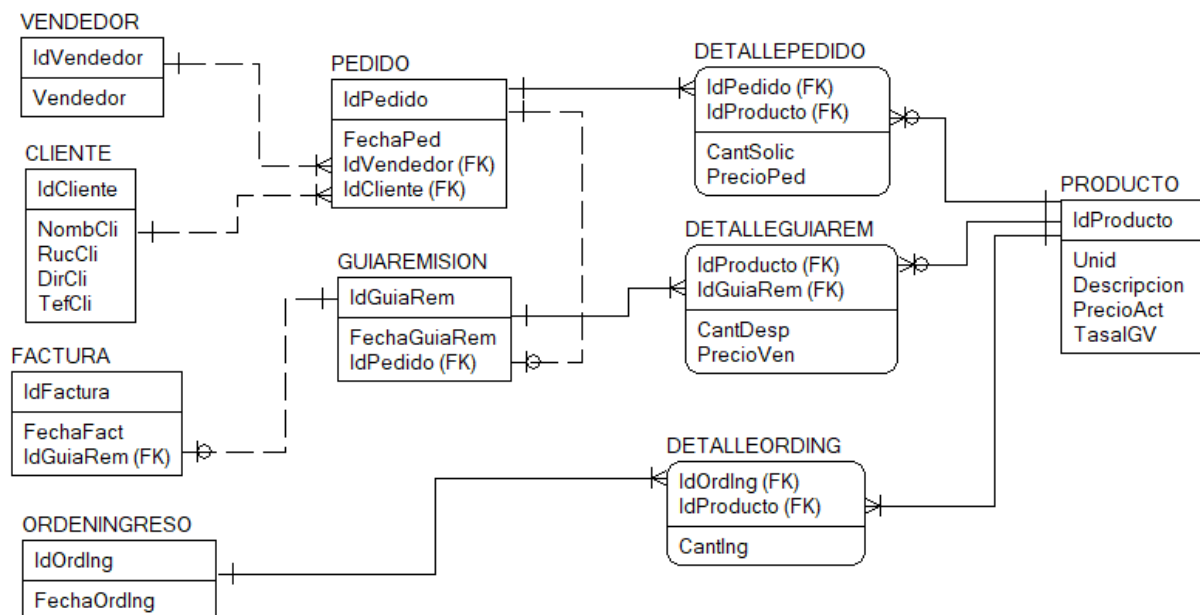 VENDEDOR
IdVendedor
Vendedor
CLIENTE
IdCliente
NombCli
RucCli
DirCli
TefCli
FACTURA
IdFactura
FechaFact
IdGuiaRem (FK)
ORDENINGRESO
IdOrdIng
FechaOrdIng
PEDIDO
IdPedido
FechaPed
IdVendedor (FK)
IdCliente (FK)
GUIAREMISION
IdGuiaRem
FechaGuiaRem
IdPedido (FK)
DETALLEPEDIDO
IdPedido (FK)
IdProducto (FK)
CantSolic
PrecioPed
DETALLEGUIAREM
IdProducto (FK)
IdGuiaRem (FK)
CantDesp
PrecioVen
DETALLEORDING
IdOrdIng (FK)
IdProducto (FK)
CantIng
PRODUCTO
IdProducto
Unid
Descripcion
PrecioAct
TasaIGV